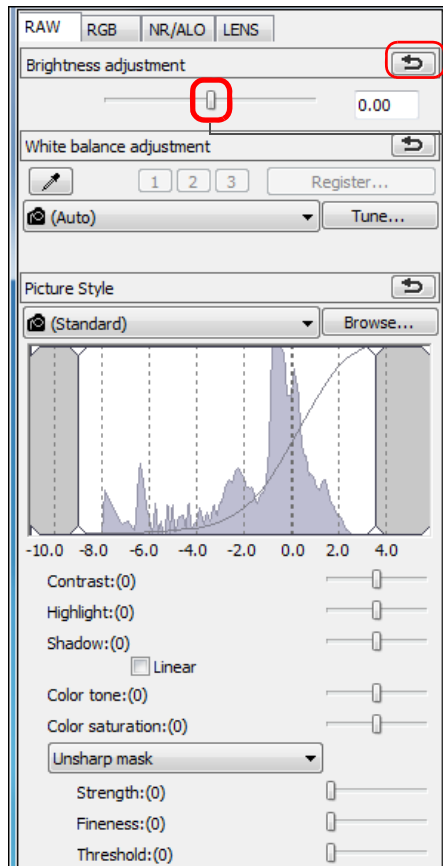 RAW RGB NR/ALO LENS
Brightness adjustment
0.00
White balance adjustment
1 2 3 Register...
(Auto) Tune...
Picture Style
(Standard) Browse...
-10.0 -8.0 -6.0 -4.0 -2.0 0.0 2.0 4.0
Contrast:(0)
Highlight:(0)
Shadow:(0)
Linear
Color tone:(0)
Color saturation:(0)
Unsharp mask
Strength:(0)
Fineness:(0)
Threshold:(0)